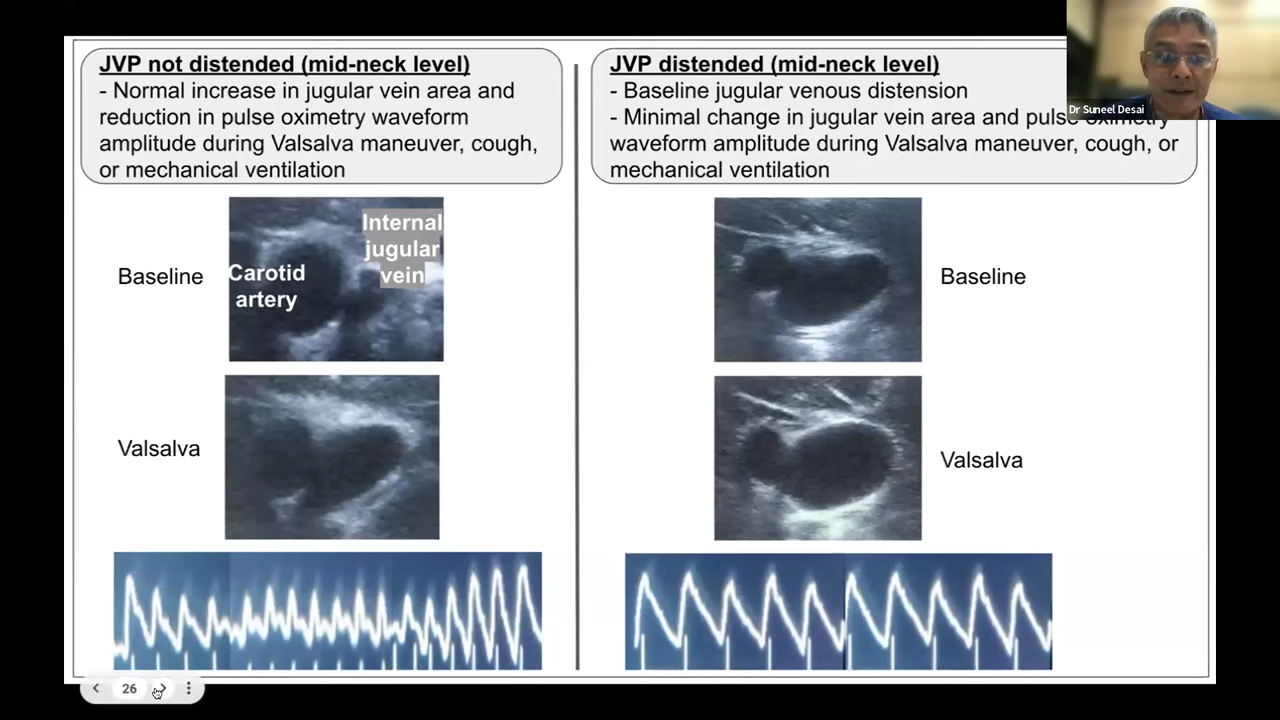 JVP not distended (mid-neck level)
- Normal increase in jugular vein area and
reduction in pulse oximetry waveform
amplitude during Valsalva maneuver, cough,
or mechanical ventilation
JVP distended (mid-neck level)
- Baseline jugular venous distension
- Minimal change in jugular vein area and pulse oximetry
waveform amplitude during Valsalva maneuver, cough, or
mechanical ventilation
Dr Suneel Desai
Baseline
Carotid
artery
Internal
jugular
vein
Baseline
Valsalva
Valsalva
26